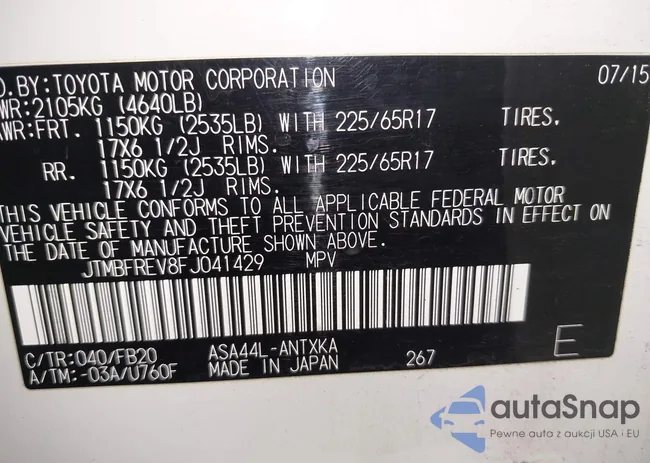 D.BY:TOYOTA MOTOR CORPORATION 07/15
WR:2105KG (4640LB)
AWR:FRT. 1150KG (2535LB) WITH 225/65R17 TIRES.
17X6 1/2J RIMS.
RR. 1150KG (2535LB) WITH 225/65R17 TIRES.
17X6 1/2J RIMS.
THIS VEHICLE CONFORMS TO ALL APPLICABLE FEDERAL MOTOR
VEHICLE SAFETY AND THEFT PREVENTION STANDARDS IN EFFECT ON
THE DATE OF MANUFACTURE SHOWN ABOVE.
JTMBFREV8FJ041429 MPV
C/TR:040/FB20 ASA44L-ANTXKA
A/TM:-03A/U760F MADE IN JAPAN 267 E
autaSnap
Pewne auta z aukcji USA i EU